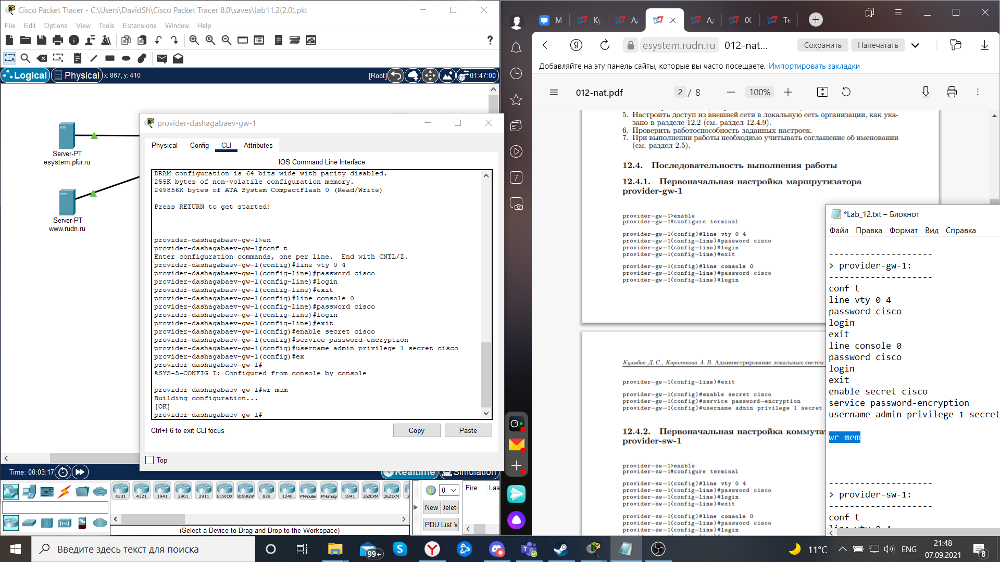 Cisco Packet Tracer - C:\Users\DavidSh\Cisco Packet Tracer 8.0\saves\lab11.2(2.0).pkt
File Edit Options View Tools Extensions Window Help
Logical Physical x: 867, y: 410 [Root] 01:47:00
Server-PT
esystem.pfur.ru
Server-PT
www.rudn.ru
provider-dashagabaev-gw-1
Physical Config CLI Attributes
IOS Command Line Interface
DRAM configuration is 64 bits wide with parity disabled.
255K bytes of non-volatile configuration memory.
249856K bytes of ATA System CompactFlash 0 (Read/Write)
Press RETURN to get started!
provider-dashagabaev-gw-1>en
provider-dashagabaev-gw-1#conf t
Enter configuration commands, one per line. End with CNTL/Z.
provider-dashagabaev-gw-1(config)#line vty 0 4
provider-dashagabaev-gw-1(config-line)#password cisco
provider-dashagabaev-gw-1(config-line)#login
provider-dashagabaev-gw-1(config-line)#exit
provider-dashagabaev-gw-1(config)#line console 0
provider-dashagabaev-gw-1(config-line)#password cisco
provider-dashagabaev-gw-1(config-line)#login
provider-dashagabaev-gw-1(config-line)#exit
provider-dashagabaev-gw-1(config)#enable secret cisco
provider-dashagabaev-gw-1(config)#service password-encryption
provider-dashagabaev-gw-1(config)#username admin privilege 1 secret cisco
provider-dashagabaev-gw-1(config)#ex
provider-dashagabaev-gw-1#
%SYS-5-CONFIG_I: Configured from console by console
provider-dashagabaev-gw-1#wr mem
Building configuration...
[OK]
provider-dashagabaev-gw-1#
Ctrl+F6 to exit CLI focus
Copy Paste
Top
Time: 00:03:17
Realtime Simulation
4331 4321 1941 2901 2911 819IOX 819HGW 829 1240 PT-Router PT-Empty 1841 2620XM 2621XM
0
Fire Las
New Delete
PDU List W
(Select a Device to Drag and Drop to the Workspace)
7
esystem.rudn.ru 012-nat... Сохранить Напечатать
Добавляйте на эту панель сайты, которые вы часто посещаете. Импортировать закладки
012-nat.pdf 2 / 8 100%
5. Настроить доступ из внешней сети в локальную сеть организации, как ука-
зано в разделе 12.2 (см. раздел 12.4.9).
6. Проверить работоспособность заданных настроек.
7. При выполнении работы необходимо учитывать соглашение об именовании
(см. раздел 2.5).
12.4. Последовательность выполнения работы
12.4.1. Первоначальная настройка маршрутизатора
provider-gw-1
provider-gw-1>enable
provider-gw-1#configure terminal
provider-gw-1(config)#line vty 0 4
provider-gw-1(config-line)#password cisco
provider-gw-1(config-line)#login
provider-gw-1(config-line)#exit
provider-gw-1(config)#line console 0
provider-gw-1(config-line)#password cisco
provider-gw-1(config-line)#login
Кулябов Д. С., Королькова А. В. Администрирование локальных систем
provider-gw-1(config-line)#exit
provider-gw-1(config)#enable secret cisco
provider-gw-1(config)#service password-encryption
provider-gw-1(config)#username admin privilege 1 secret
12.4.2. Первоначальная настройка коммута
provider-sw-1
provider-sw-1>enable
provider-sw-1#configure terminal
provider-sw-1(config)#line vty 0 4
provider-sw-1(config-line)#password cisco
provider-sw-1(config-line)#login
provider-sw-1(config-line)#exit
provider-sw-1(config)#line console 0
provider-sw-1(config-line)#password cisco
provider-sw-1(config-line)#login
*Lab_12.txt – Блокнот
Файл Правка Формат Вид Справка
--------------------
> provider-gw-1:
--------------------
conf t
line vty 0 4
password cisco
login
exit
line console 0
password cisco
login
exit
enable secret cisco
service password-encryption
username admin privilege 1 secret
wr mem
--------------------
> provider-sw-1:
--------------------
conf t
line vty 0 4
Введите здесь текст для поиска
99+
11°C ENG 21:48
07.09.2021
8